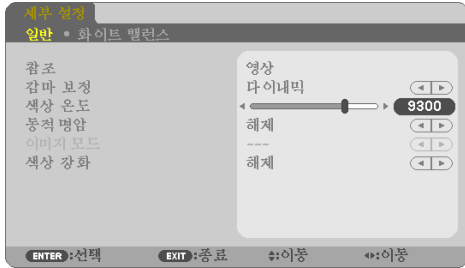 세부 설정
일반 • 화이트 밸런스
참조 영상
감마 보정 다이내믹
색상 온도 9300
동적 명암 해제
이미지 모드 ---
색상 강화 해제
ENTER :선택 EXIT :종료 :이동 :이동